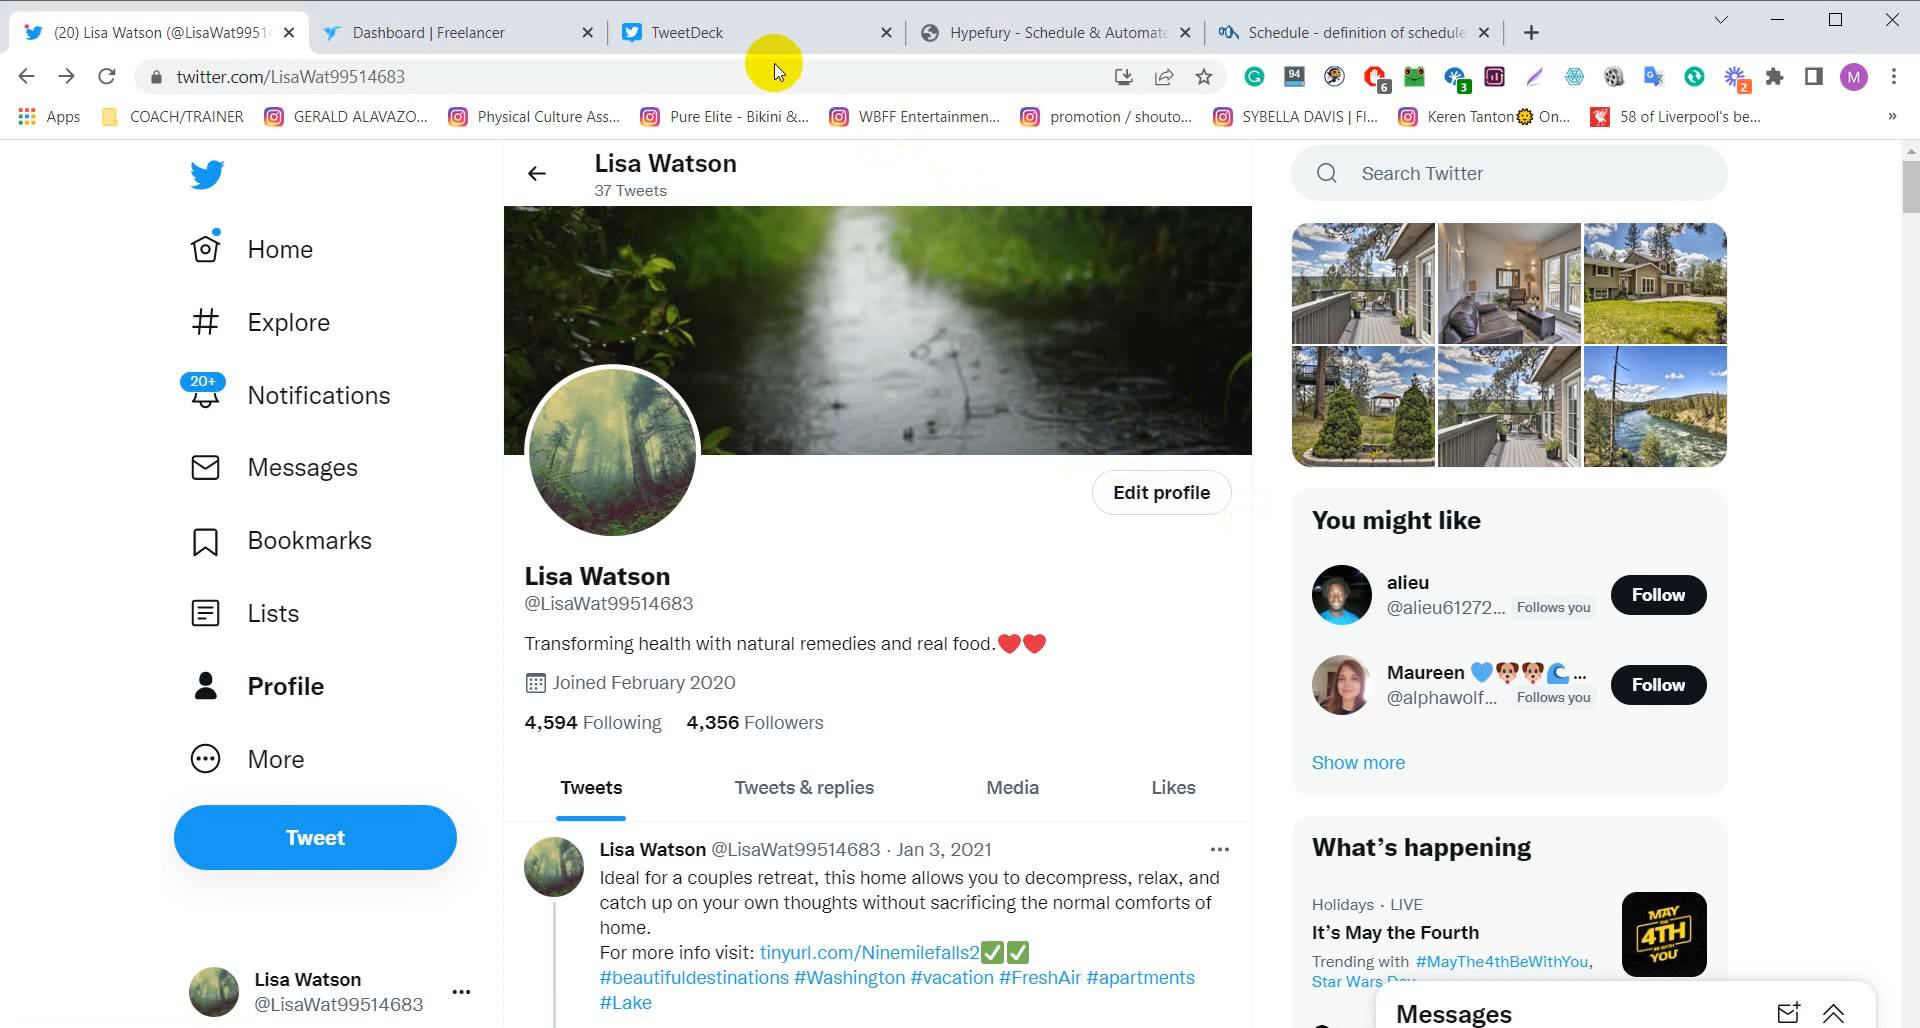 (20) Lisa Watson (@LisaWat9951
Dashboard | Freelancer
TweetDeck
Hypefury - Schedule & Automate
Schedule - definition of schedule
twitter.com/LisaWat99514683
94
6
3
2
M
Apps
COACH/TRAINER
GERALD ALAVAZO...
Physical Culture Ass...
Pure Elite - Bikini &...
WBFF Entertainmen...
promotion / shouto...
SYBELLA DAVIS | FI...
Keren Tanton🌞 On...
58 of Liverpool's be...
»
Lisa Watson
37 Tweets
Search Twitter
Home
Explore
20+
Notifications
Messages
Bookmarks
Lists
Profile
More
Tweet
Lisa Watson
@LisaWat99514683
Edit profile
Lisa Watson
@LisaWat99514683
Transforming health with natural remedies and real food.❤️❤️
Joined February 2020
4,594 Following 4,356 Followers
Tweets
Tweets & replies
Media
Likes
Lisa Watson @LisaWat99514683 · Jan 3, 2021
Ideal for a couples retreat, this home allows you to decompress, relax, and
catch up on your own thoughts without sacrificing the normal comforts of
home.
For more info visit: tinyurl.com/Ninemilefalls2✅✅
#beautifuldestinations #Washington #vacation #FreshAir #apartments
#Lake
You might like
alieu
@alieu61272... Follows you
Follow
Maureen 💙🐶🐶🌊 ...
@alphawolf... Follows you
Follow
Show more
What's happening
Holidays · LIVE
It's May the Fourth
Trending with #MayThe4thBeWithYou,
Star Wars Day
MAY
THE
4TH
BE WITH
YOU
Messages